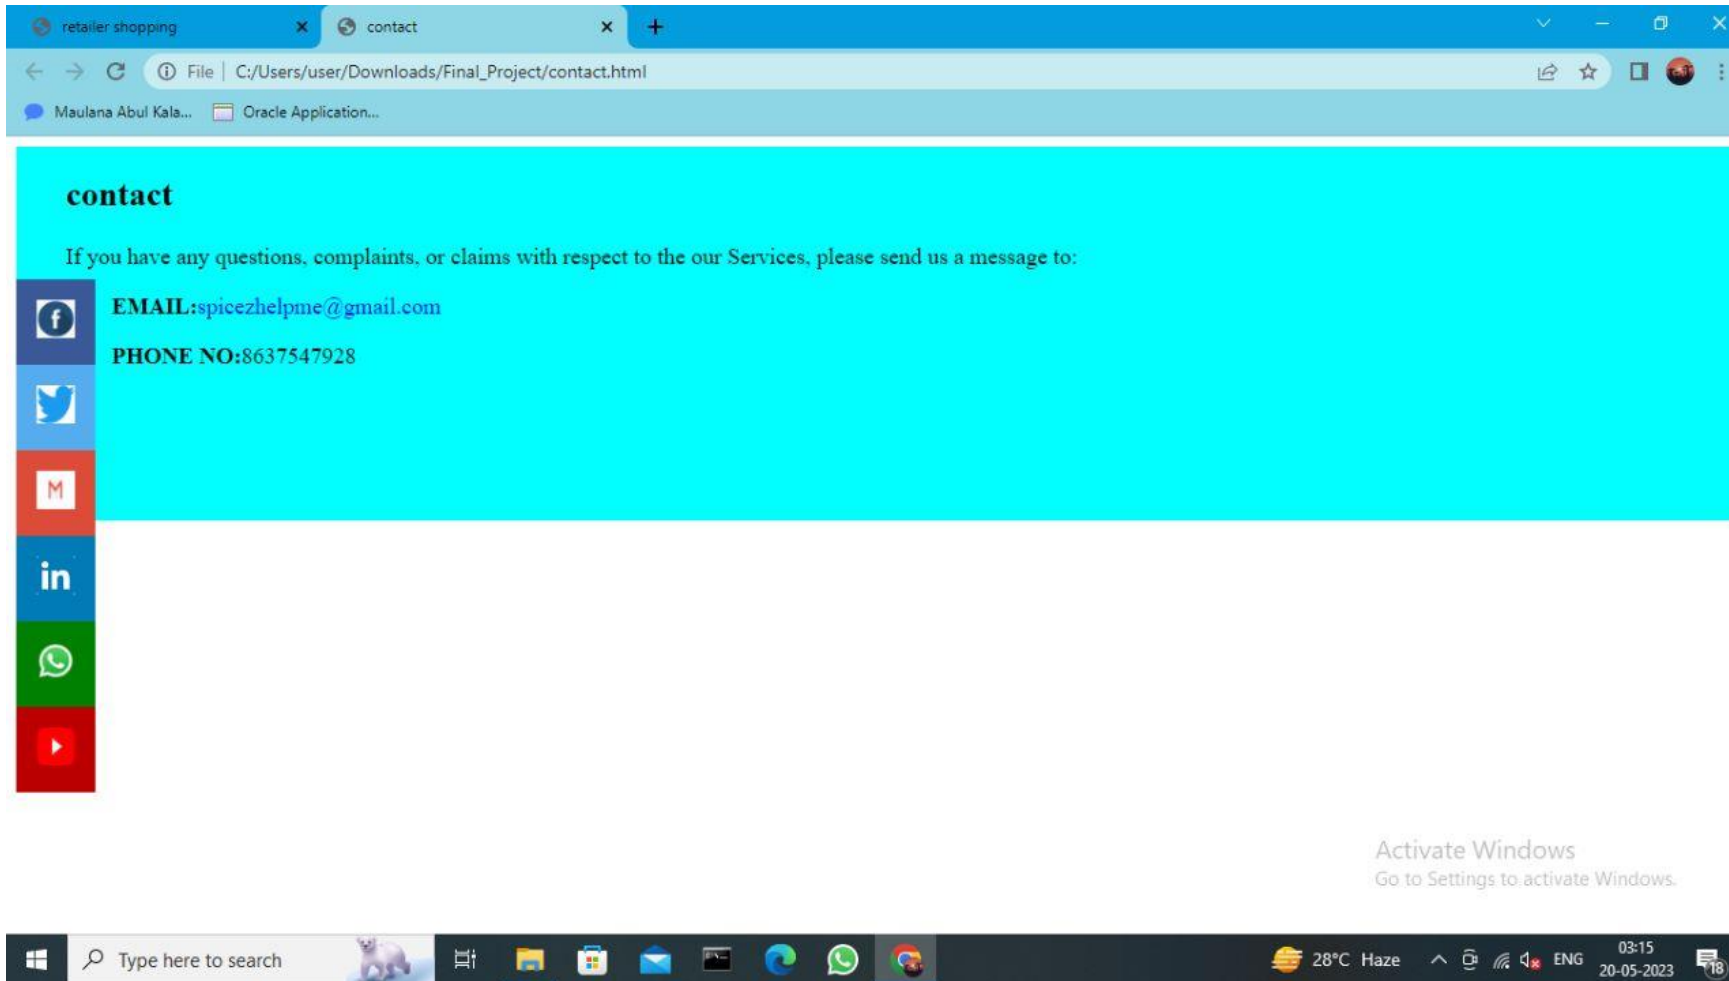 retailer shopping
contact
File
C:/Users/user/Downloads/Final_Project/contact.html
Maulana Abul Kala...
Oracle Application...
contact
If you have any questions, complaints, or claims with respect to the our Services, please send us a message to:
EMAIL:spicezhelpme@gmail.com
PHONE NO:8637547928
f
M
in
Activate Windows
Go to Settings to activate Windows.
Type here to search
28°C Haze
ENG
03:15
20-05-2023
18